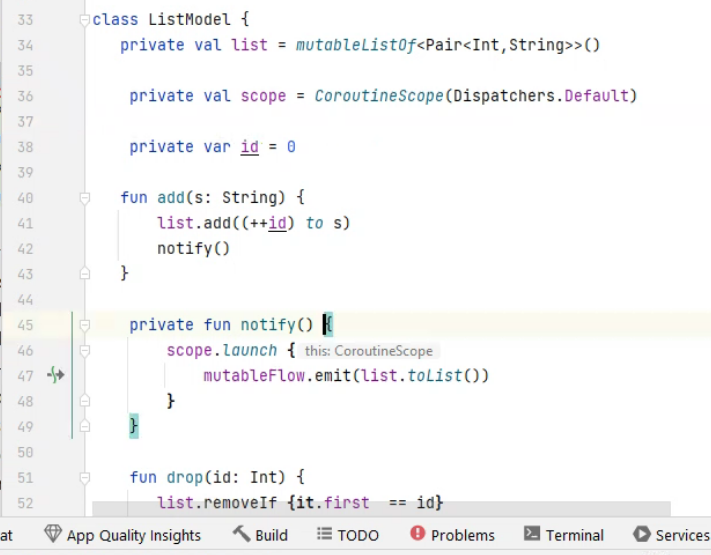 33 class ListModel {
34 private val list = mutableListOf<Pair<Int,String>>()
35
36 private val scope = CoroutineScope(Dispatchers.Default)
37
38 private var id = 0
39
40 fun add(s: String) {
41 list.add((++id) to s)
42 notify()
43 }
44
45 private fun notify() {
46 scope.launch { this: CoroutineScope
47 mutableFlow.emit(list.toList())
48 }
49 }
50
51 fun drop(id: Int) {
52 list.removeIf {it.first == id}
at App Quality Insights Build TODO Problems Terminal Services